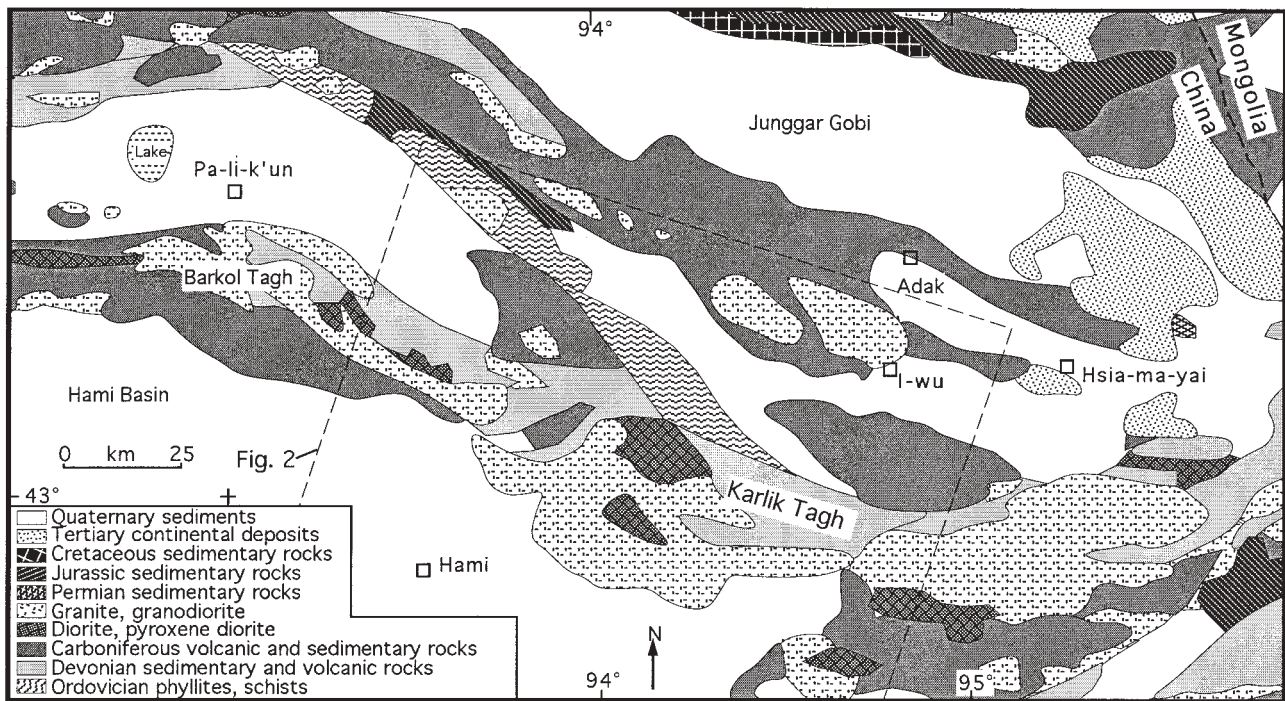 94°
Mongolia
China
Junggar Gobi
Lake
Pa-li-k'un
Adak
Barkol Tagh
I-wu
Hsia-ma-yai
Hami Basin
0 km 25
Fig. 2
43°
Karlik Tagh
Quaternary sediments
Tertiary continental deposits
Cretaceous sedimentary rocks
Jurassic sedimentary rocks
Permian sedimentary rocks
Granite, granodiorite
Diorite, pyroxene diorite
Carboniferous volcanic and sedimentary rocks
Devonian sedimentary and volcanic rocks
Ordovician phyllites, schists
Hami
N
94°
95°